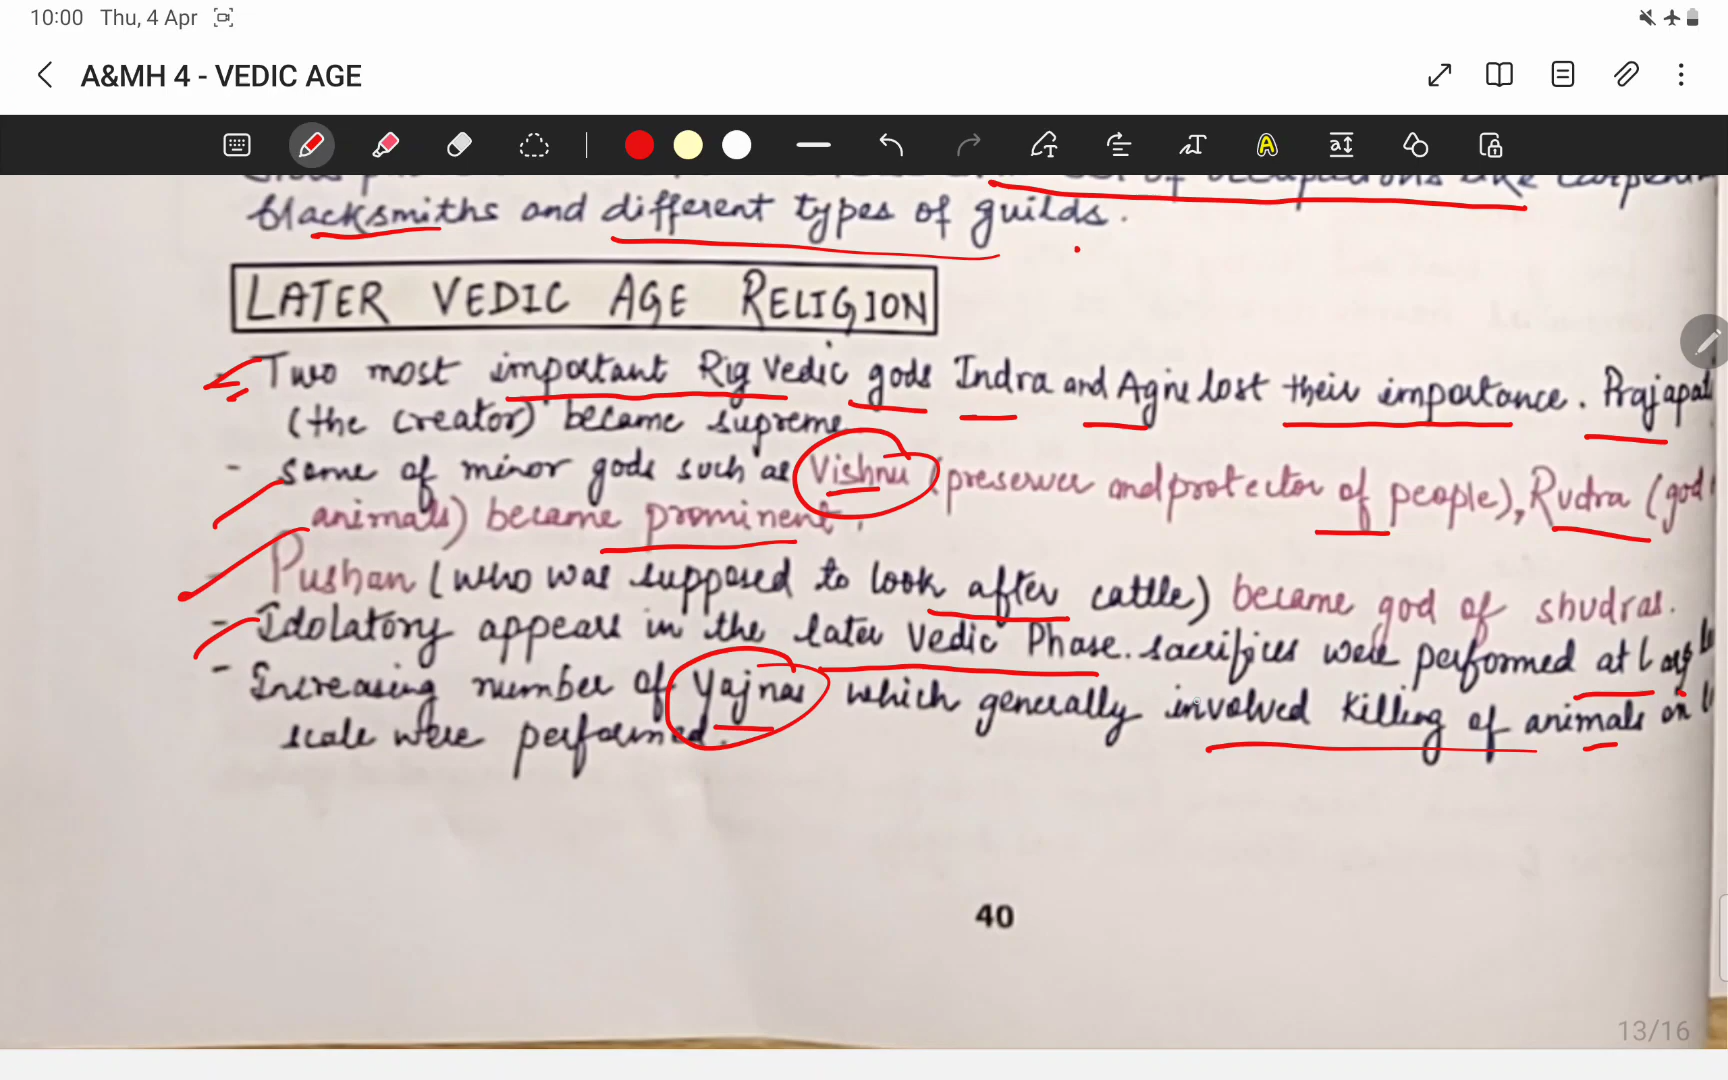 10:00 Thu, 4 Apr
A&MH 4 - VEDIC AGE
blacksmiths and different types of guilds.
LATER VEDIC AGE RELIGION
- Two most important Rig Vedic gods Indra and Agni lost their importance. Prajapat
(the creator) became supreme
- some of minor gods such as Vishnu (preserver and protector of people), Rudra (god
animals) became prominent.
- Pushan (who was supposed to look after cattle) became god of shudras.
- Idolatory appears in the later Vedic Phase. sacrifices were performed at
- Increasing number of Yajnas which generally involved killing of animals on
scale were performed.
40
13/16